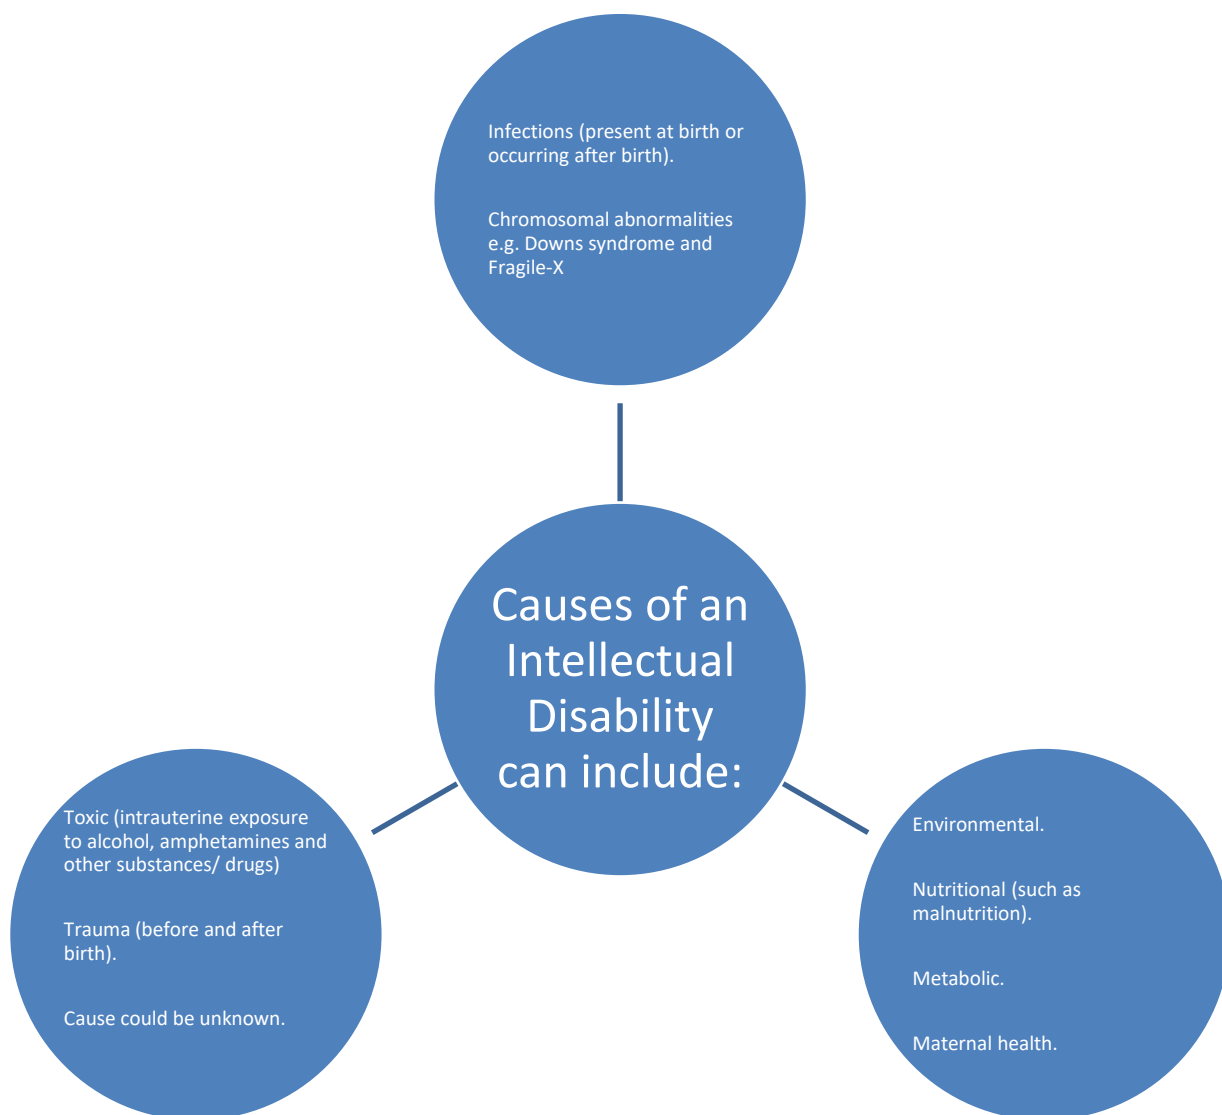 Infections (present at birth or
occurring after birth).
Chromosomal abnormalities
e.g. Downs syndrome and
Fragile-X
Causes of an
Intellectual
Disability
can include:
Toxic (intrauterine exposure
to alcohol, amphetamines and
other substances/ drugs)
Trauma (before and after
birth).
Cause could be unknown.
Environmental.
Nutritional (such as
malnutrition).
Metabolic.
Maternal health.